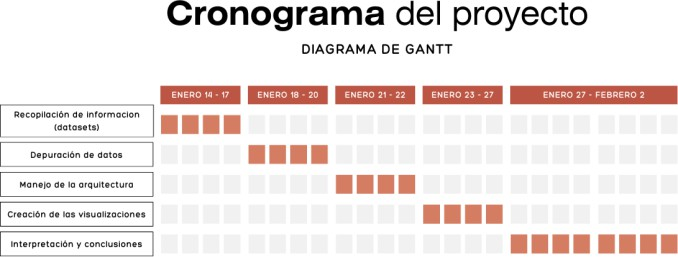 Cronograma del proyecto
DIAGRAMA DE GANTT
ENERO 14 - 17
ENERO 18 - 20
ENERO 21 - 22
ENERO 23 - 27
ENERO 27 - FEBRERO 2
Recopilación de informacion
(datasets)
Depuración de datos
Manejo de la arquitectura
Creación de las visualizaciones
Interpretación y conclusiones